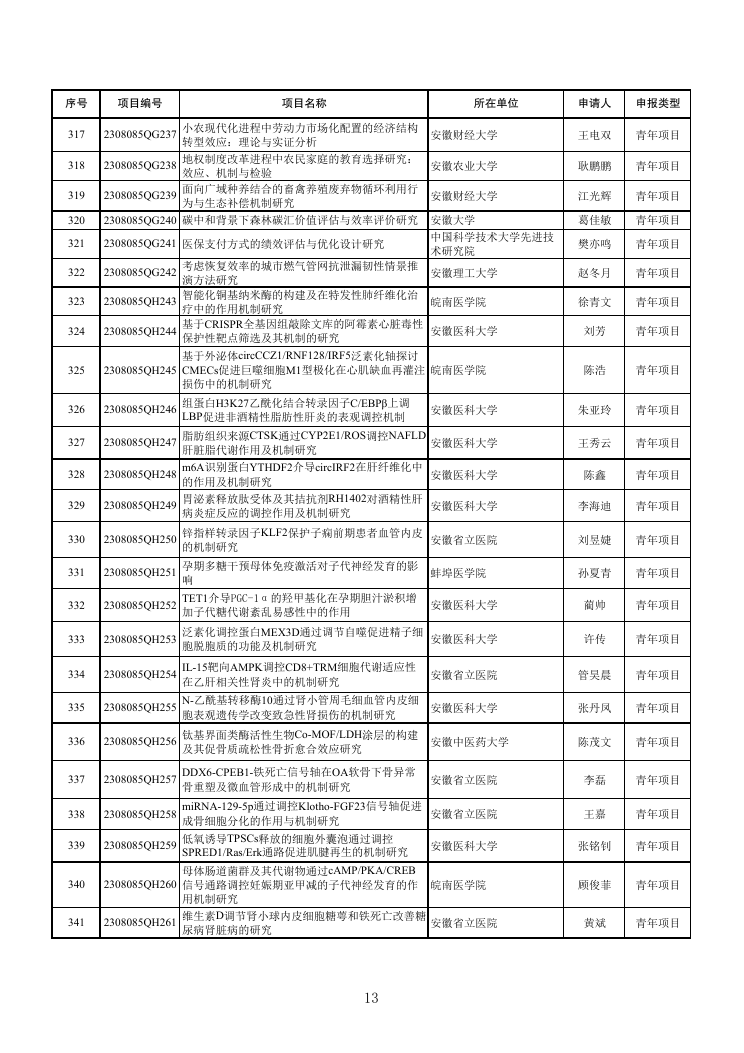 序号 项目编号 项目名称 所在单位 申请人 申报类型
317 2308085QG237 小农现代化进程中劳动力市场化配置的经济结构
转型效应：理论与实证分析 安徽财经大学 王电双 青年项目
318 2308085QG238 地权制度改革进程中农民家庭的教育选择研究：
效应、机制与检验 安徽农业大学 耿鹏鹏 青年项目
319 2308085QG239 面向广域种养结合的畜禽养殖废弃物循环利用行
为与生态补偿机制研究 安徽财经大学 江光辉 青年项目
320 2308085QG240 碳中和背景下森林碳汇价值评估与效率评价研究 安徽大学 葛佳敏 青年项目
321 2308085QG241 医保支付方式的绩效评估与优化设计研究 中国科学技术大学先进技
术研究院 樊亦鸣 青年项目
322 2308085QG242 考虑恢复效率的城市燃气管网抗泄漏韧性情景推
演方法研究 安徽理工大学 赵冬月 青年项目
323 2308085QH243 智能化铜基纳米酶的构建及在特发性肺纤维化治
疗中的作用机制研究 皖南医学院 徐青文 青年项目
324 2308085QH244 基于CRISPR全基因组敲除文库的阿霉素心脏毒性
保护性靶点筛选及其机制的研究 安徽医科大学 刘芳 青年项目
325 2308085QH245 基于外泌体circCCZ1/RNF128/IRF5泛素化轴探讨
CMECs促进巨噬细胞M1型极化在心肌缺血再灌注
损伤中的机制研究 皖南医学院 陈浩 青年项目
326 2308085QH246 组蛋白H3K27乙酰化结合转录因子C/EBPβ上调
LBP促进非酒精性脂肪性肝炎的表观调控机制 安徽医科大学 朱亚玲 青年项目
327 2308085QH247 脂肪组织来源CTSK通过CYP2E1/ROS调控NAFLD
肝脏脂代谢作用及机制研究 安徽医科大学 王秀云 青年项目
328 2308085QH248 m6A识别蛋白YTHDF2介导circIRF2在肝纤维化中
的作用及机制研究 安徽医科大学 陈鑫 青年项目
329 2308085QH249 胃泌素释放肽受体及其拮抗剂RH1402对酒精性肝
病炎症反应的调控作用及机制研究 安徽医科大学 李海迪 青年项目
330 2308085QH250 锌指样转录因子KLF2保护子痫前期患者血管内皮
的机制研究 安徽省立医院 刘昱婕 青年项目
331 2308085QH251 孕期多糖干预母体免疫激活对子代神经发育的影
响 蚌埠医学院 孙夏青 青年项目
332 2308085QH252 TET1介导PGC-1α的羟甲基化在孕期胆汁淤积增
加子代糖代谢紊乱易感性中的作用 安徽医科大学 蔺帅 青年项目
333 2308085QH253 泛素化调控蛋白MEX3D通过调节自噬促进精子细
胞脱胞质的功能及机制研究 安徽医科大学 许传 青年项目
334 2308085QH254 IL-15靶向AMPK调控CD8+TRM细胞代谢适应性
在乙肝相关性肾炎中的机制研究 安徽省立医院 管昊晨 青年项目
335 2308085QH255 N-乙酰基转移酶10通过肾小管周毛细血管内皮细
胞表观遗传学改变致急性肾损伤的机制研究 安徽医科大学 张丹凤 青年项目
336 2308085QH256 钛基界面类酶活性生物Co-MOF/LDH涂层的构建
及其促骨质疏松性骨折愈合效应研究 安徽中医药大学 陈茂文 青年项目
337 2308085QH257 DDX6-CPEB1-铁死亡信号轴在OA软骨下骨异常
骨重塑及微血管形成中的机制研究 安徽省立医院 李磊 青年项目
338 2308085QH258 miRNA-129-5p通过调控Klotho-FGF23信号轴促进
成骨细胞分化的作用与机制研究 安徽省立医院 王嘉 青年项目
339 2308085QH259 低氧诱导TPSCs释放的细胞外囊泡通过调控
SPRED1/Ras/Erk通路促进肌腱再生的机制研究 安徽医科大学 张铭钊 青年项目
340 2308085QH260 母体肠道菌群及其代谢物通过cAMP/PKA/CREB
信号通路调控妊娠期亚甲减的子代神经发育的作
用机制研究 皖南医学院 顾俊菲 青年项目
341 2308085QH261 维生素D调节肾小球内皮细胞糖萼和铁死亡改善糖
尿病肾脏病的研究 安徽省立医院 黄斌 青年项目
13